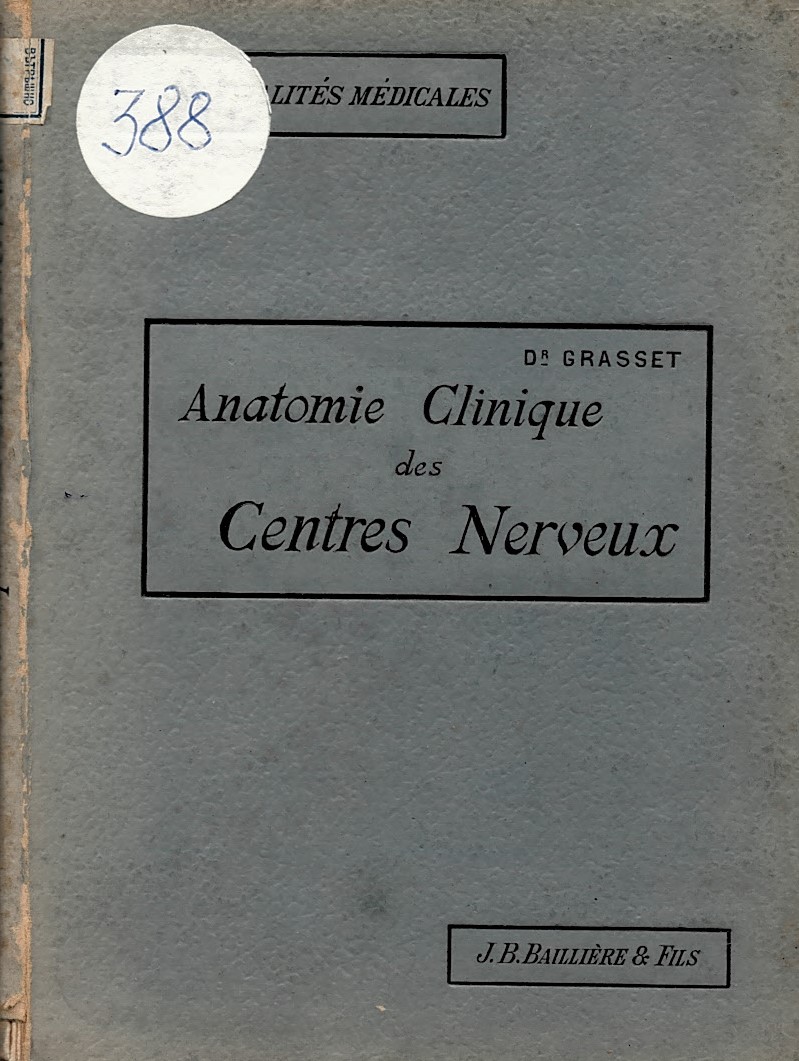 388
LITÉS MÉDICALES
Dᴿ GRASSET
Anatomie Clinique
des
Centres Nerveux
J. B. BAILLIÈRE & FILS